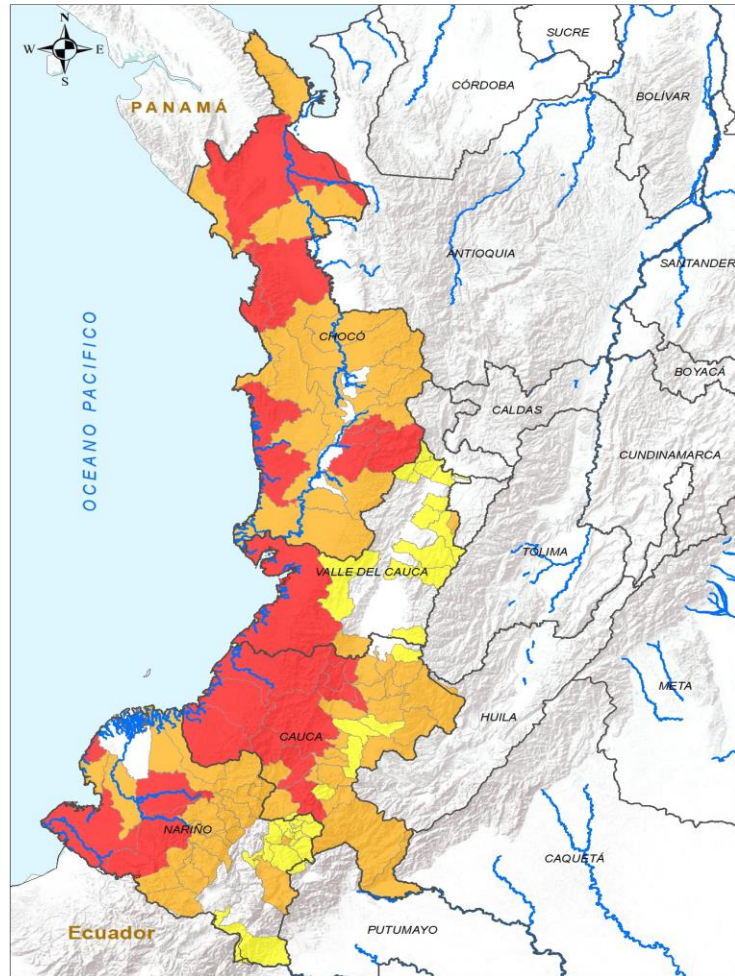 N
W E
S
PANAMÁ
SUCRE
CÓRDOBA
BOLÍVAR
ANTIOQUIA
SANTANDER
OCEANO PACIFICO
CHOCÓ
BOYACÁ
CALDAS
CUNDINAMARCA
TOLIMA
VALLE DEL CAUCA
META
HUILA
CAUCA
NARIÑO
CAQUETÁ
Ecuador
PUTUMAYO